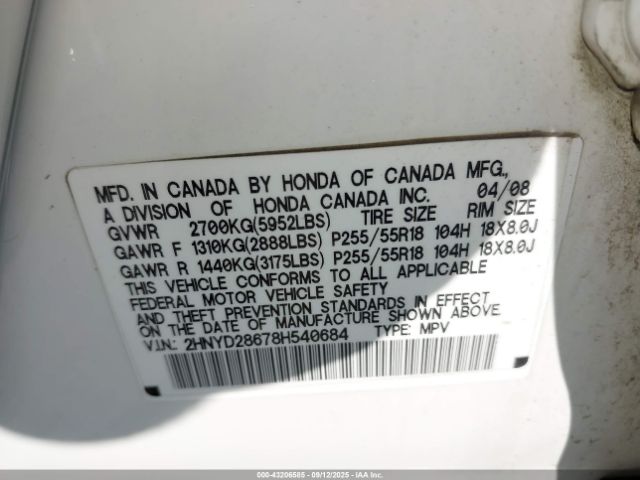 MFD. IN CANADA BY HONDA OF CANADA MFG.,
A DIVISION OF HONDA CANADA INC. 04/08
GVWR 2700KG(5952LBS) TIRE SIZE RIM SIZE
GAWR F 1310KG(2888LBS) P255/55R18 104H 18X8.0J
GAWR R 1440KG(3175LBS) P255/55R18 104H 18X8.0J
THIS VEHICLE CONFORMS TO ALL APPLICABLE
FEDERAL MOTOR VEHICLE SAFETY
AND THEFT PREVENTION STANDARDS IN EFFECT
ON THE DATE OF MANUFACTURE SHOWN ABOVE.
V.I.N.: 2HNYD28678H540684 TYPE: MPV
000-43206585 - 09/12/2025 - IAA Inc.